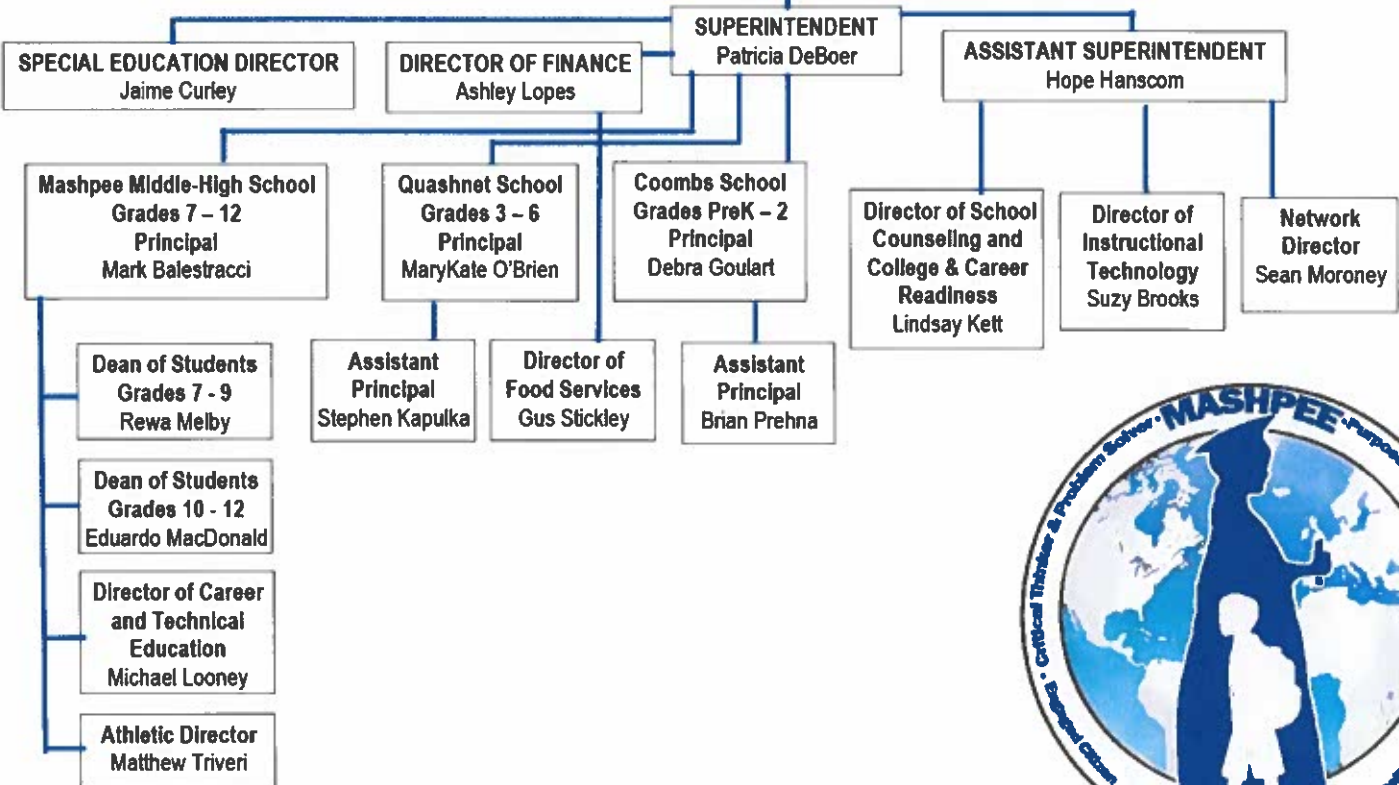 SUPERINTENDENT
Patricia DeBoer
SPECIAL EDUCATION DIRECTOR
Jaime Curley
DIRECTOR OF FINANCE
Ashley Lopes
ASSISTANT SUPERINTENDENT
Hope Hanscom
Mashpee Middle-High School
Grades 7 – 12
Principal
Mark Balestracci
Quashnet School
Grades 3 – 6
Principal
MaryKate O'Brien
Coombs School
Grades PreK – 2
Principal
Debra Goulart
Director of School
Counseling and
College & Career
Readiness
Lindsay Kett
Director of
Instructional
Technology
Suzy Brooks
Network
Director
Sean Moroney
Dean of Students
Grades 7 - 9
Rewa Melby
Assistant
Principal
Stephen Kapulka
Director of
Food Services
Gus Stickley
Assistant
Principal
Brian Prehna
Dean of Students
Grades 10 - 12
Eduardo MacDonald
Director of Career
and Technical
Education
Michael Looney
Athletic Director
Matthew Triveri
MASHPEE
Engaged Citizen • Critical Thinker & Problem Solver •